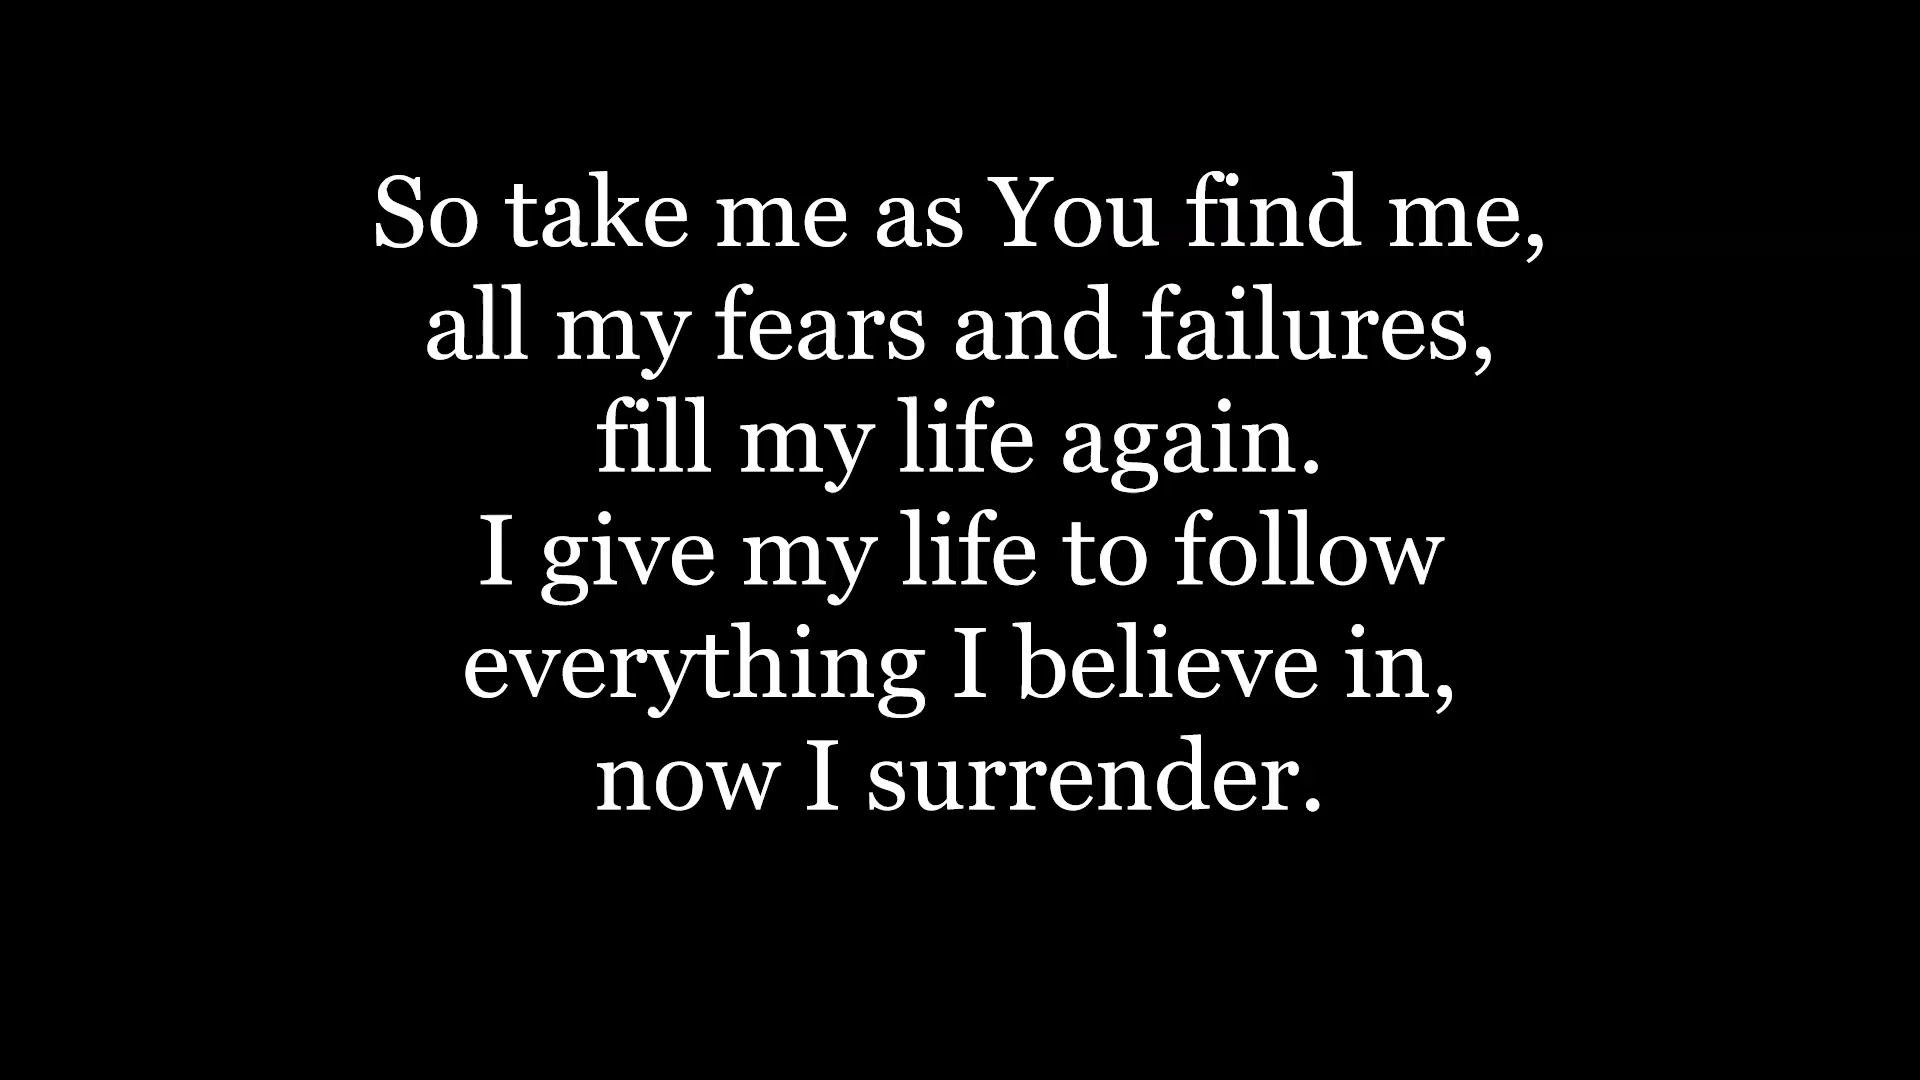 So take me as You find me,
all my fears and failures,
fill my life again.
I give my life to follow
everything I believe in,
now I surrender.